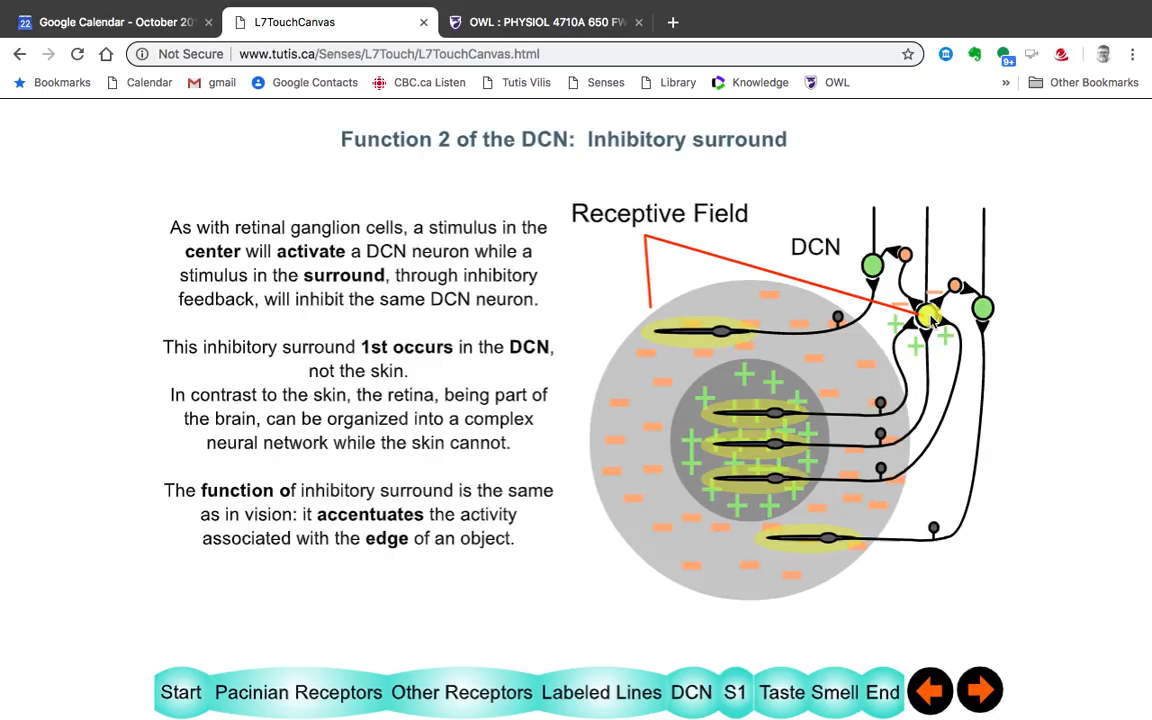 Google Calendar - October 20
L7TouchCanvas
OWL : PHYSIOL 4710A 650 FW
Not Secure
www.tutis.ca/Senses/L7Touch/L7TouchCanvas.html
9+
Bookmarks
Calendar
gmail
Google Contacts
CBC.ca Listen
Tutis Vilis
Senses
Library
Knowledge
OWL
»
Other Bookmarks
Function 2 of the DCN: Inhibitory surround
As with retinal ganglion cells, a stimulus in the
center will activate a DCN neuron while a
stimulus in the surround, through inhibitory
feedback, will inhibit the same DCN neuron.
This inhibitory surround 1st occurs in the DCN,
not the skin.
In contrast to the skin, the retina, being part of
the brain, can be organized into a complex
neural network while the skin cannot.
The function of inhibitory surround is the same
as in vision: it accentuates the activity
associated with the edge of an object.
Receptive Field
DCN
Start
Pacinian Receptors
Other Receptors
Labeled Lines
DCN
S1
Taste
Smell
End